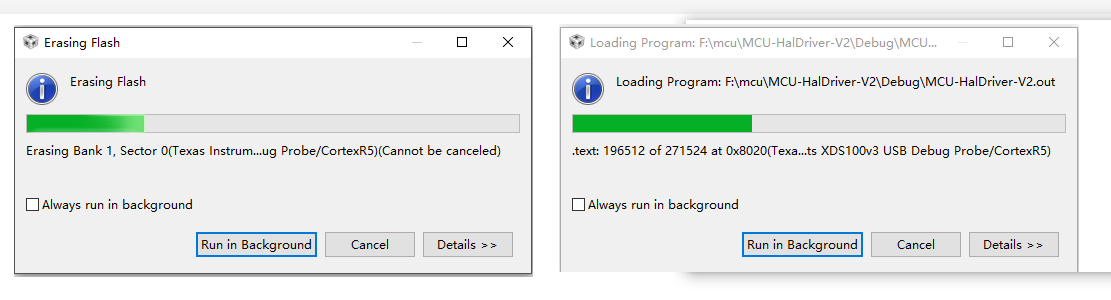 Erasing Flash
Erasing Flash
Erasing Bank 1, Sector 0(Texas Instrum...ug Probe/CortexR5)(Cannot be canceled)
Always run in background
Run in Background
Cancel
Details >>
Loading Program: F:\mcu\MCU-HalDriver-V2\Debug\MCU...
Loading Program: F:\mcu\MCU-HalDriver-V2\Debug\MCU-HalDriver-V2.out
.text: 196512 of 271524 at 0x8020(Texa...ts XDS100v3 USB Debug Probe/CortexR5)
Always run in background
Run in Background
Cancel
Details >>